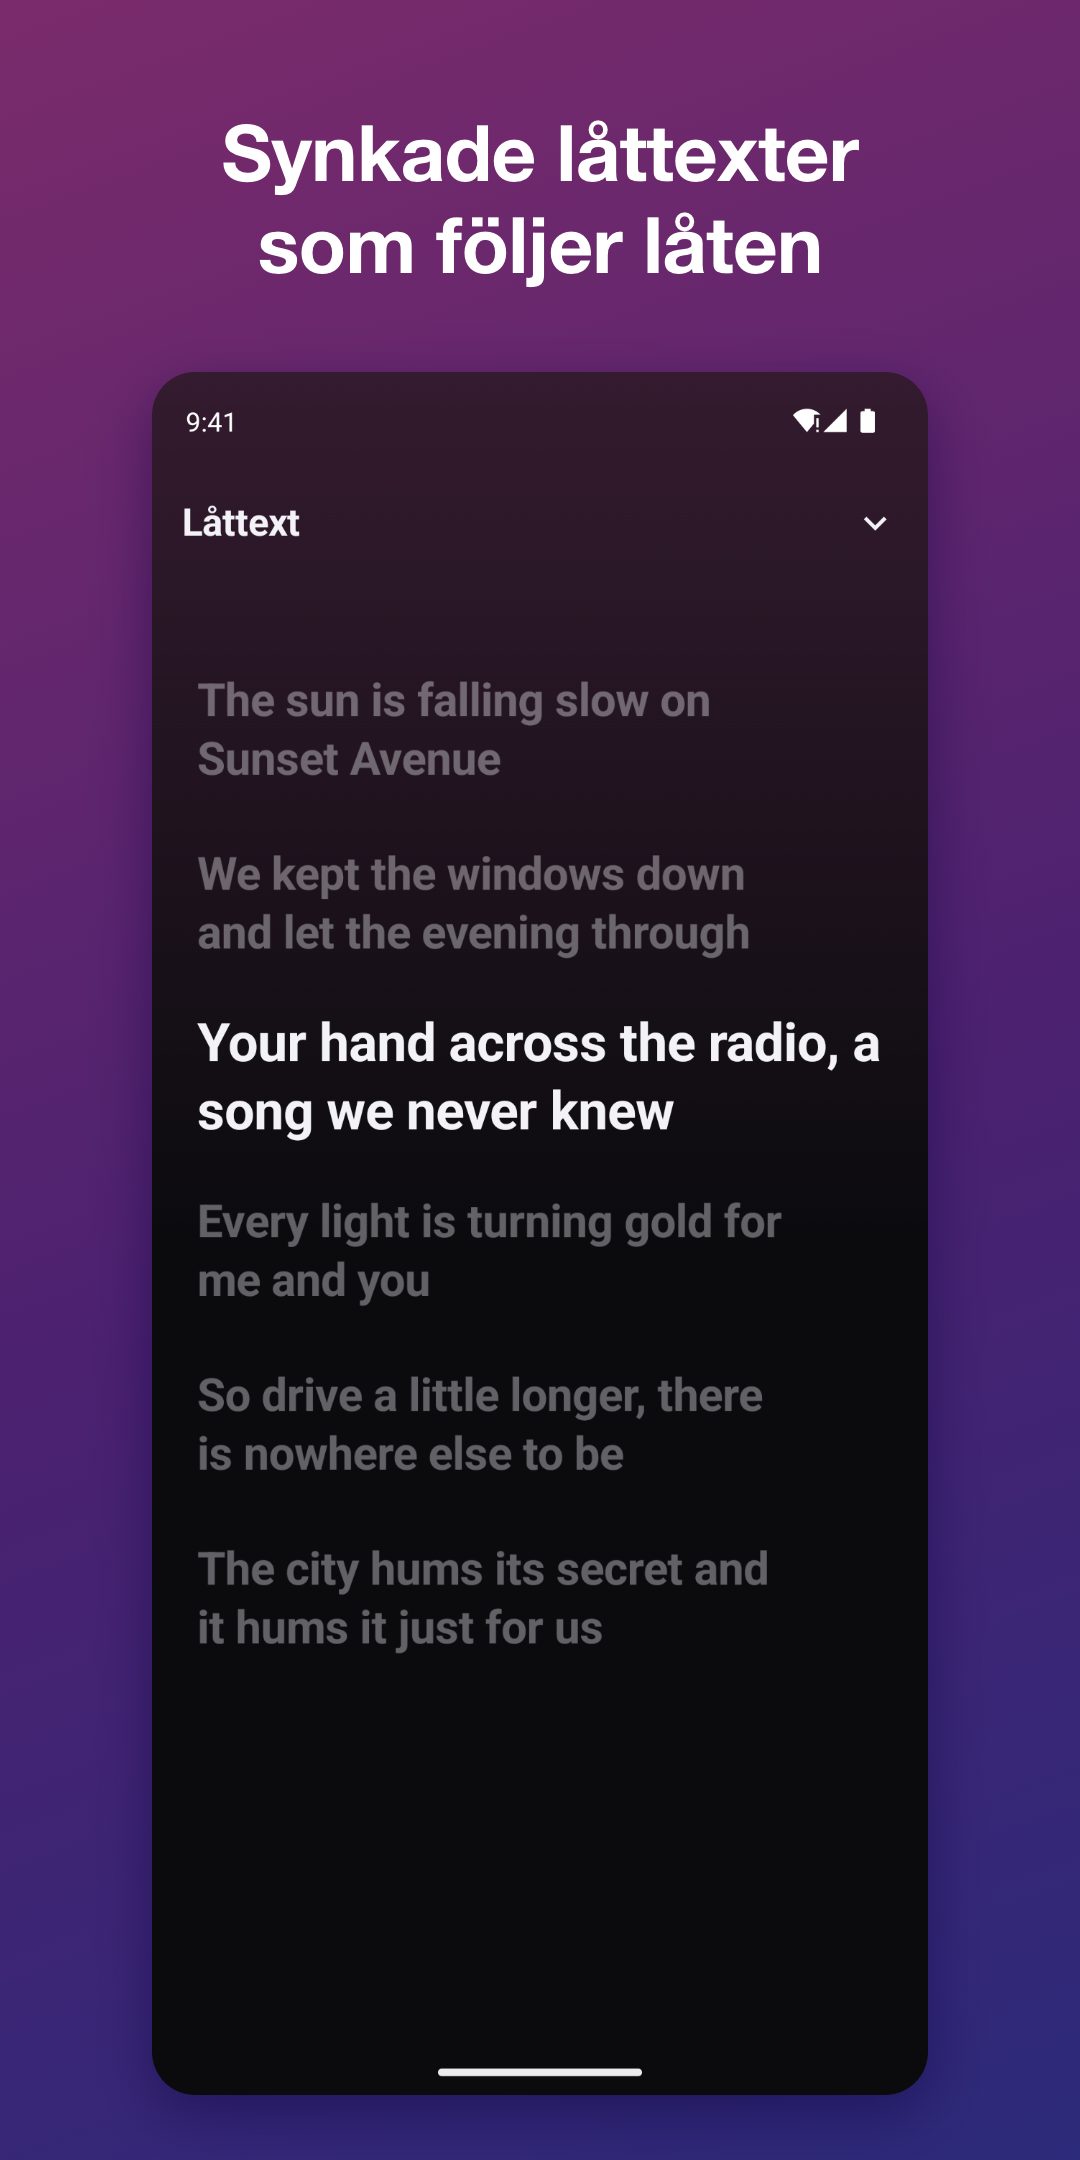 Synkade låttexter
som följer låten
9:41
Låttext
The sun is falling slow on
Sunset Avenue
We kept the windows down
and let the evening through
Your hand across the radio, a
song we never knew
Every light is turning gold for
me and you
So drive a little longer, there
is nowhere else to be
The city hums its secret and
it hums it just for us